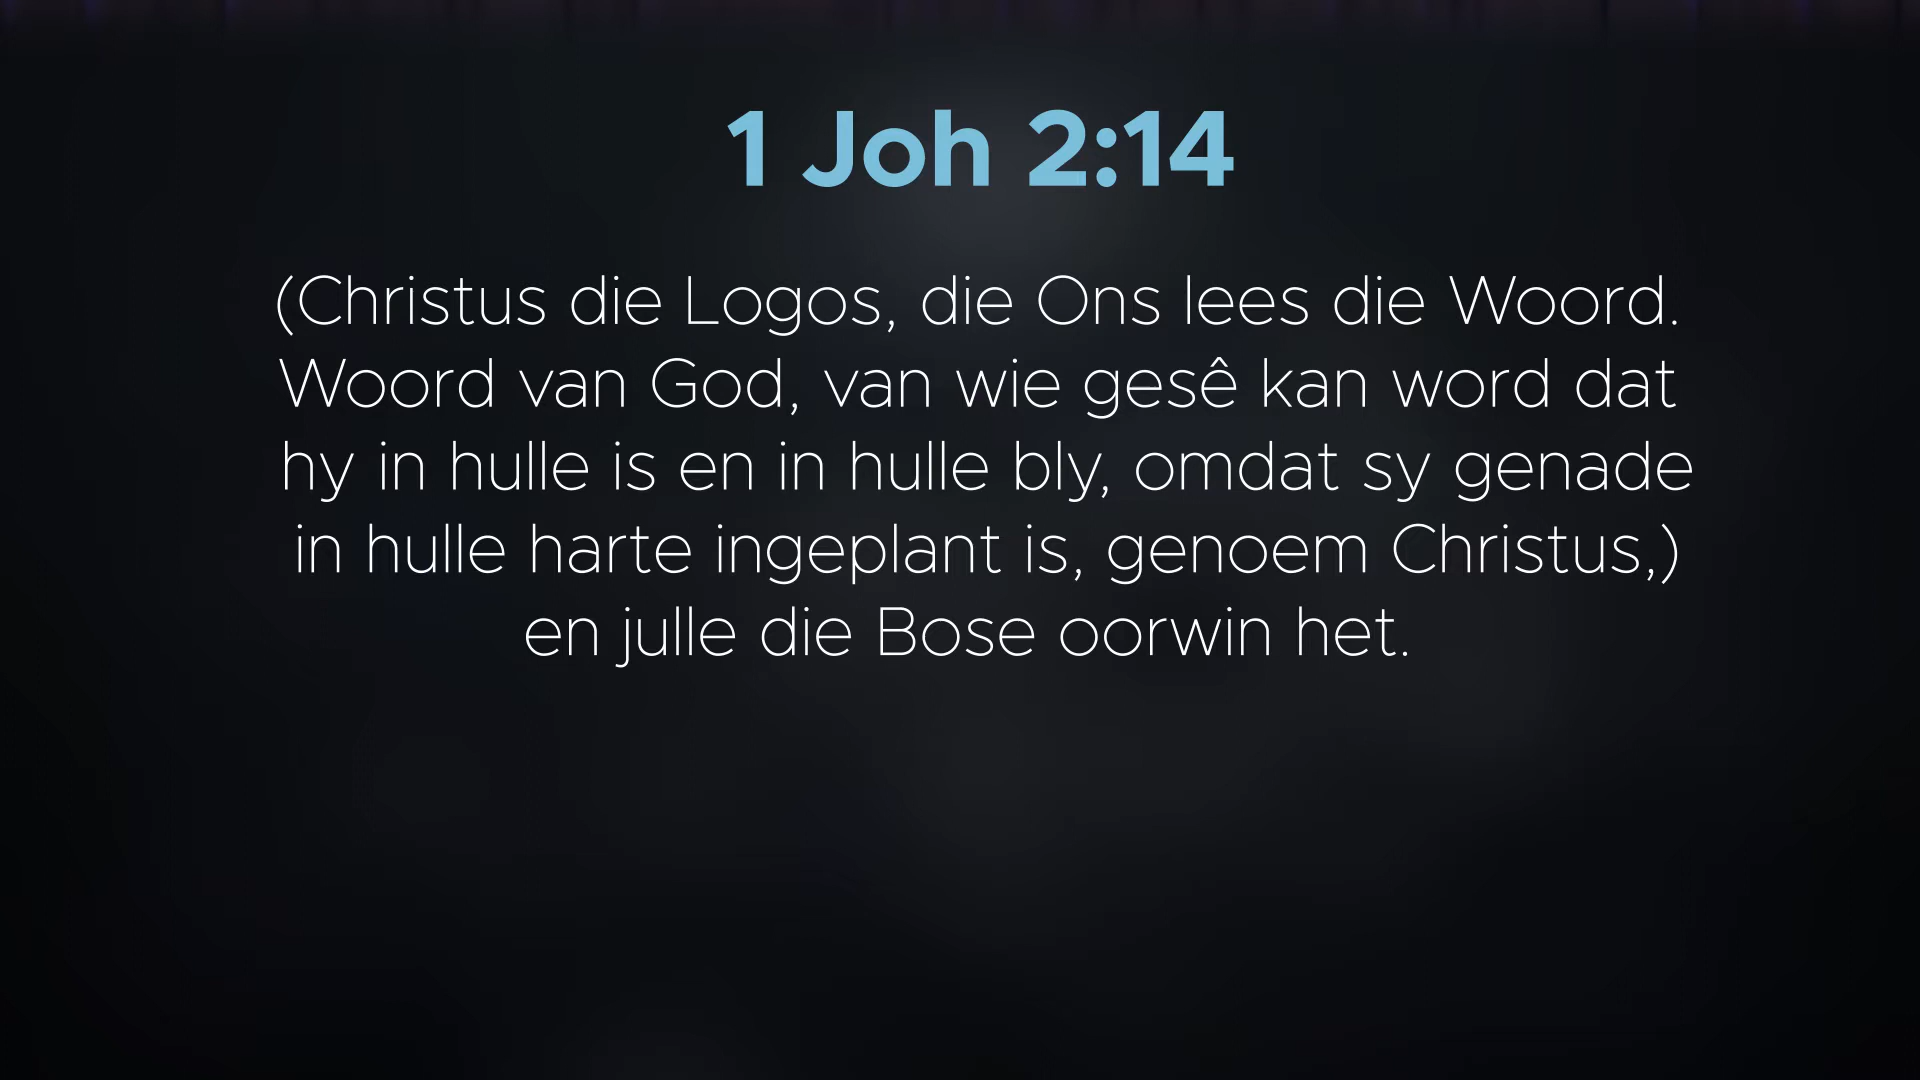 1 Joh 2:14
(Christus die Logos, die Ons lees die Woord.
Woord van God, van wie gesê kan word dat
hy in hulle is en in hulle bly, omdat sy genade
in hulle harte ingeplant is, genoem Christus,)
en julle die Bose oorwin het.